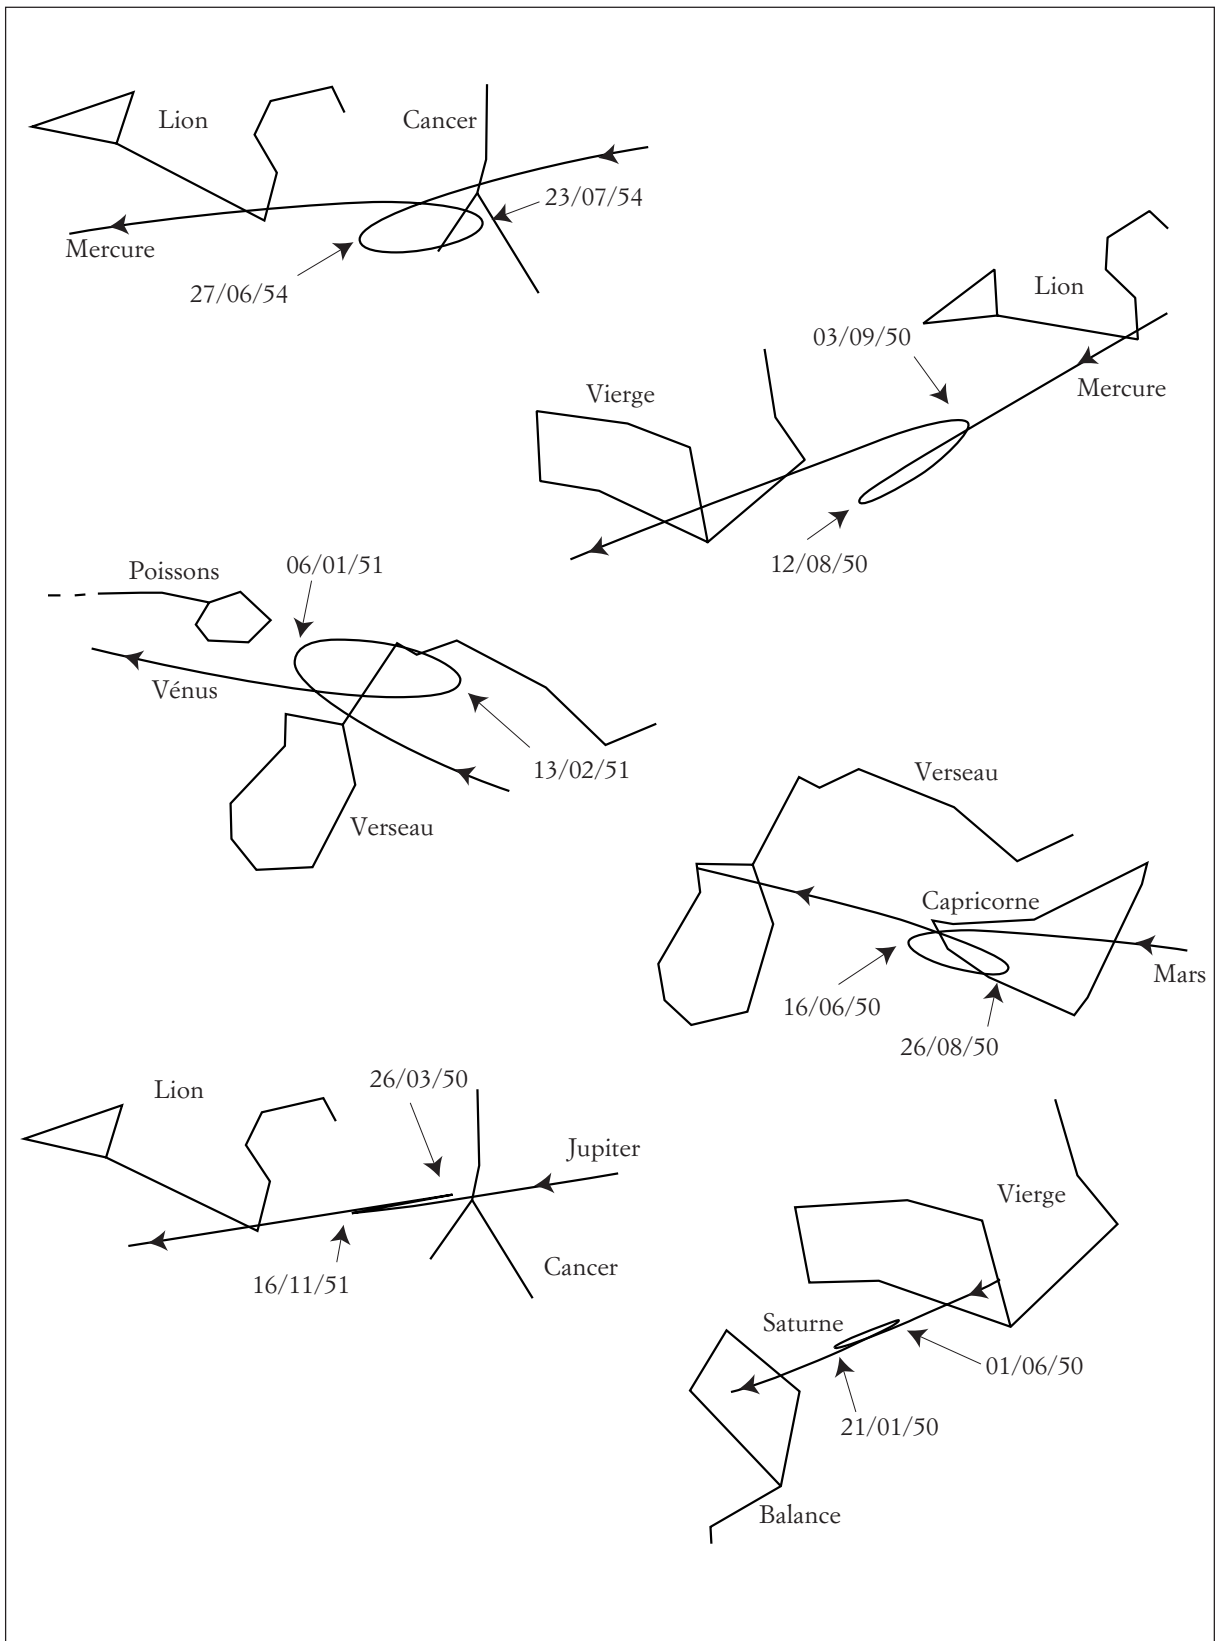 Lion
Cancer
23/07/54
Mercure
27/06/54
Lion
03/09/50
Mercure
Vierge
12/08/50
Poissons
06/01/51
Vénus
13/02/51
Verseau
Verseau
Capricorne
Mars
16/06/50
26/08/50
Lion
26/03/50
Jupiter
16/11/51
Cancer
Vierge
Saturne
01/06/50
21/01/50
Balance